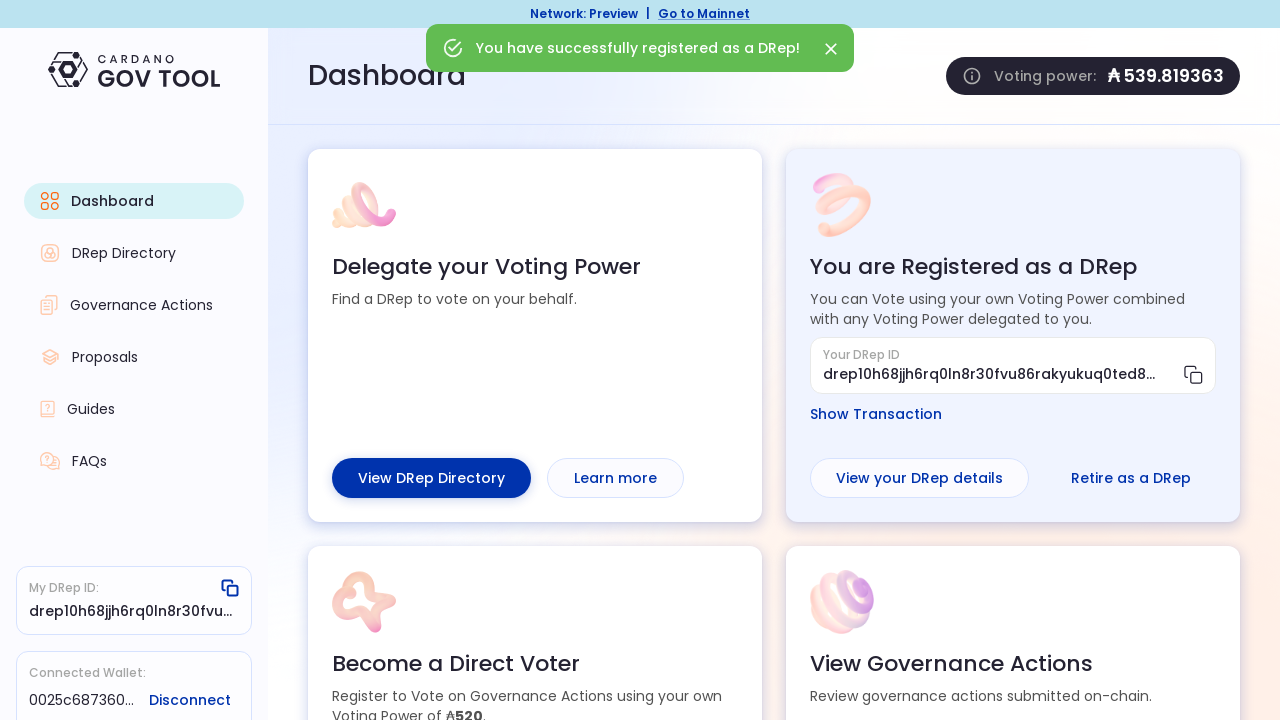 Network: Preview | Go to Mainnet
CARDANO
GOV TOOL
You have successfully registered as a DRep!
Dashboard
Voting power: ₳ 539.819363
Dashboard
DRep Directory
Governance Actions
Proposals
Guides
FAQs
My DRep ID:
drep10h68jjh6rq0ln8r30fvu...
Connected Wallet:
0025c687360... Disconnect
Delegate your Voting Power
Find a DRep to vote on your behalf.
View DRep Directory Learn more
You are Registered as a DRep
You can Vote using your own Voting Power combined
with any Voting Power delegated to you.
Your DRep ID
drep10h68jjh6rq0ln8r30fvu86rakyukuq0ted8...
Show Transaction
View your DRep details Retire as a DRep
Become a Direct Voter
Register to Vote on Governance Actions using your own
Voting Power of ₳520.
View Governance Actions
Review governance actions submitted on-chain.